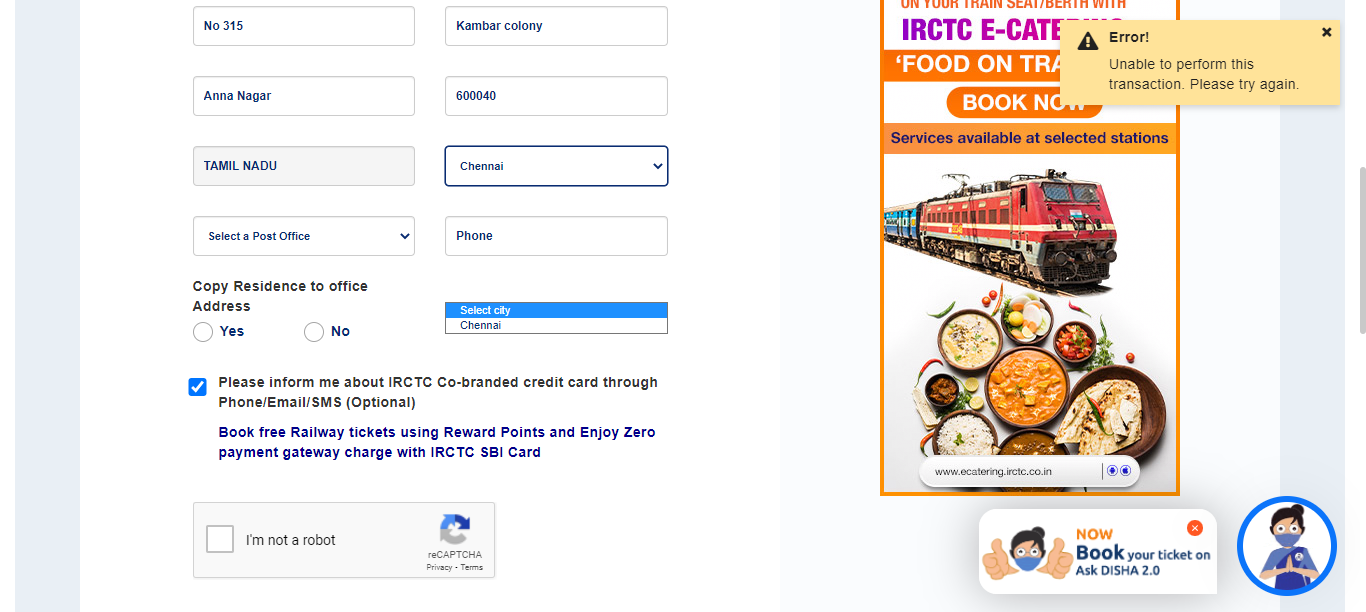 No 315
Kambar colony
Anna Nagar
600040
TAMIL NADU
Chennai
Select a Post Office
Phone
Copy Residence to office
Address
Yes
No
Select city
Chennai
Please inform me about IRCTC Co-branded credit card through
Phone/Email/SMS (Optional)
Book free Railway tickets using Reward Points and Enjoy Zero
payment gateway charge with IRCTC SBI Card
I'm not a robot
reCAPTCHA
Privacy - Terms
ON YOUR TRAIN SEAT/BERTH WITH
IRCTC E-CATERING
'FOOD ON TRA
BOOK NOW
Services available at selected stations
www.ecatering.irctc.co.in
Error!
Unable to perform this
transaction. Please try again.
NOW
Book your ticket on
Ask DISHA 2.0